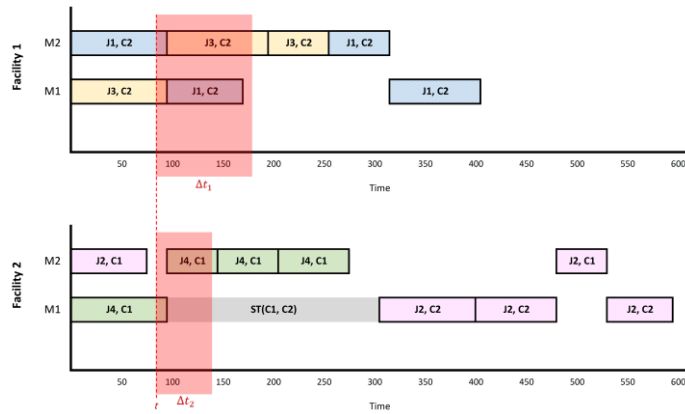 Facility 1
M2
J1, C2
J3, C2
J3, C2
J1, C2
M1
J3, C2
J1, C2
J1, C2
50
100
150
200
250
300
350
400
450
500
550
600
Δt₁
Time
Facility 2
M2
J2, C1
J4, C1
J4, C1
J4, C1
J2, C1
M1
J4, C1
ST(C1, C2)
J2, C2
J2, C2
J2, C2
50
100
150
200
250
300
350
400
450
500
550
600
t
Δt₂
Time